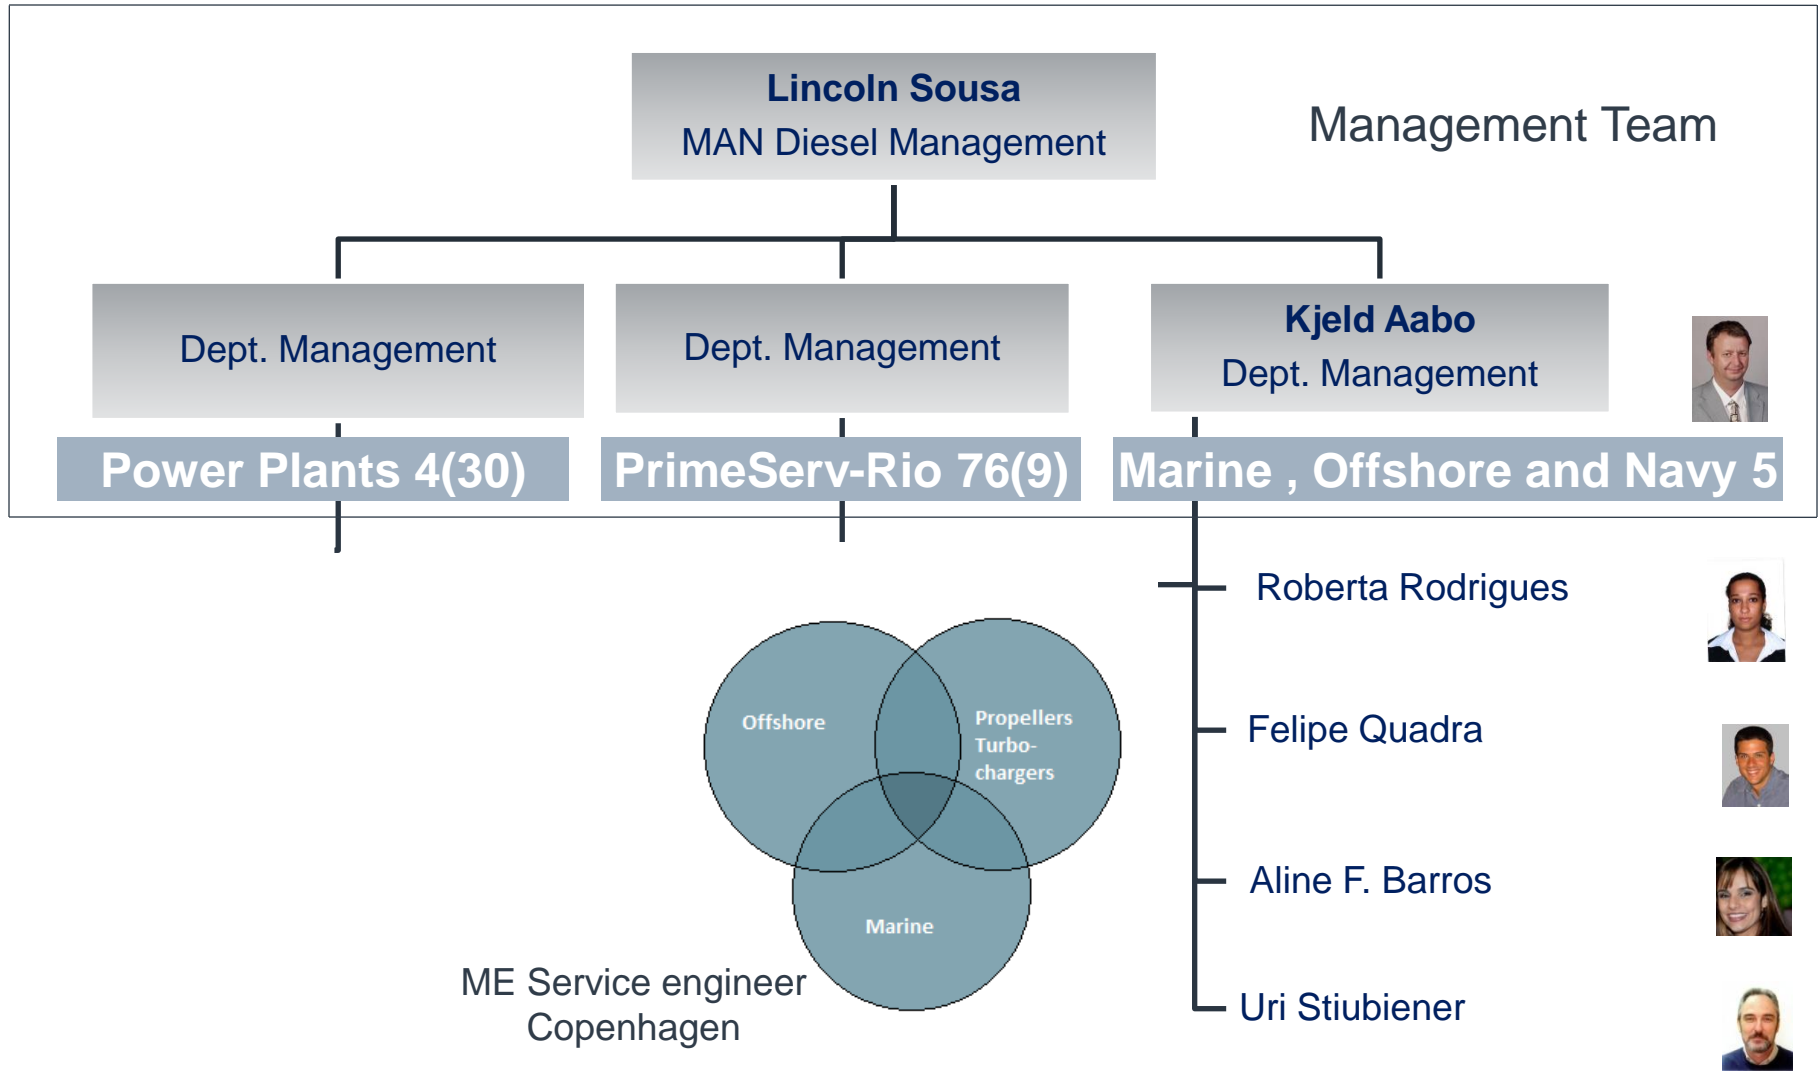 Lincoln Sousa
MAN Diesel Management
Management Team
Dept. Management
Dept. Management
Kjeld Aabo
Dept. Management
Power Plants 4(30)
PrimeServ-Rio 76(9)
Marine , Offshore and Navy 5
Roberta Rodrigues
Felipe Quadra
Aline F. Barros
Uri Stiubiener
Offshore
Propellers
Turbo-
chargers
Marine
ME Service engineer
Copenhagen